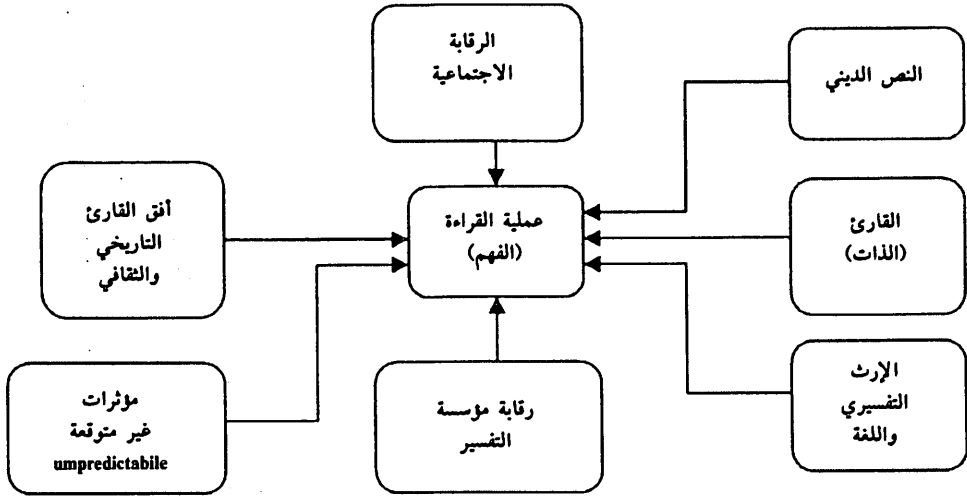 الرقابة
الاجتماعية
النص الديني
القارئ
(الذات)
الإرث
التفسيري
واللغة
عملية القراءة
(الفهم)
أفق القارئ
التاريخي
والثقافي
مؤثرات
غير متوقعة
umpredictabile
رقابة مؤسسة
التفسير